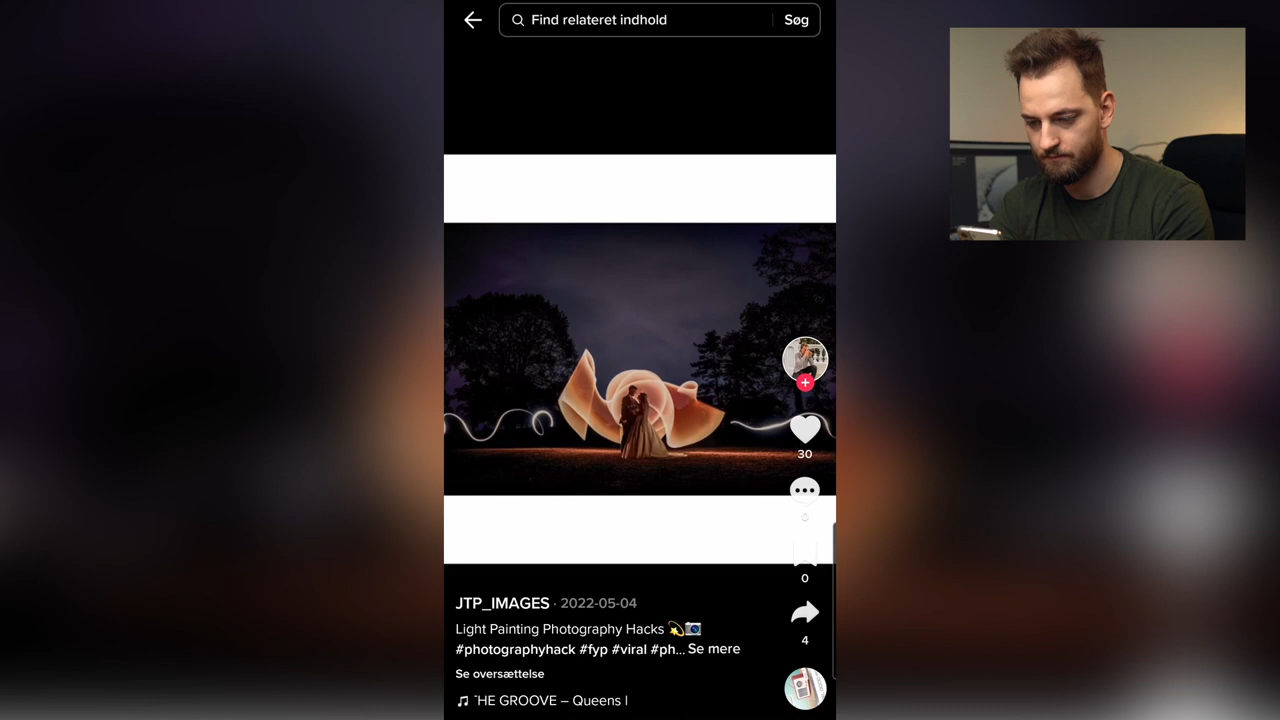 Find relateret indhold
Søg
30
0
0
4
JTP_IMAGES · 2022-05-04
Light Painting Photography Hacks 💫📷
#photographyhack #fyp #viral #ph... Se mere
Se oversættelse
HE GROOVE – Queens